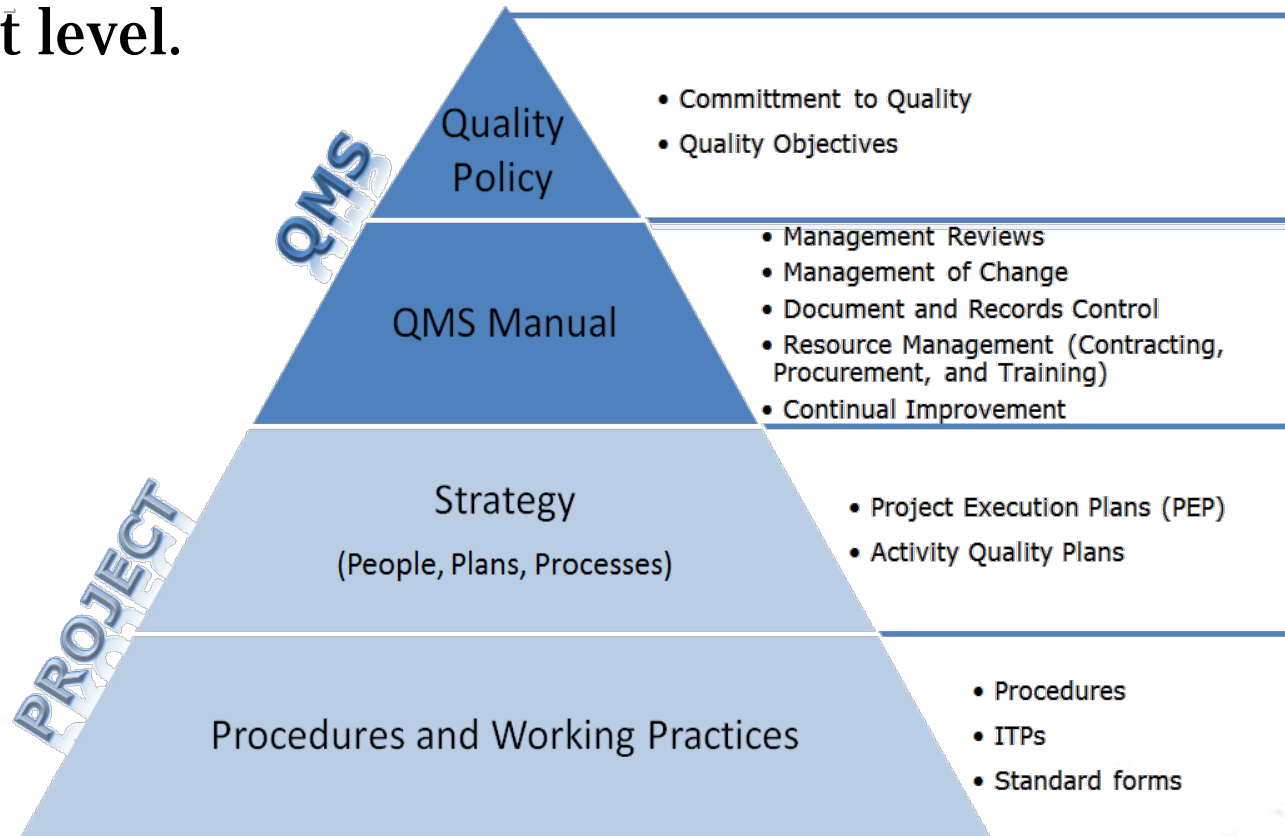 t level.
QMS
Quality
Policy
• Committment to Quality
• Quality Objectives
QMS Manual
• Management Reviews
• Management of Change
• Document and Records Control
• Resource Management (Contracting,
Procurement, and Training)
• Continual Improvement
PROJECT
Strategy
(People, Plans, Processes)
• Project Execution Plans (PEP)
• Activity Quality Plans
Procedures and Working Practices
• Procedures
• ITPs
• Standard forms